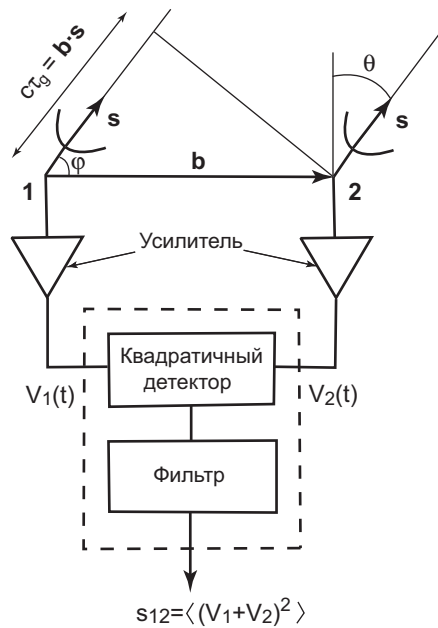 cτg = b·s
s
θ
s
φ
b
1
2
Усилитель
Квадратичный
детектор
V1(t)
V2(t)
Фильтр
s12=⟨(V1+V2)²⟩